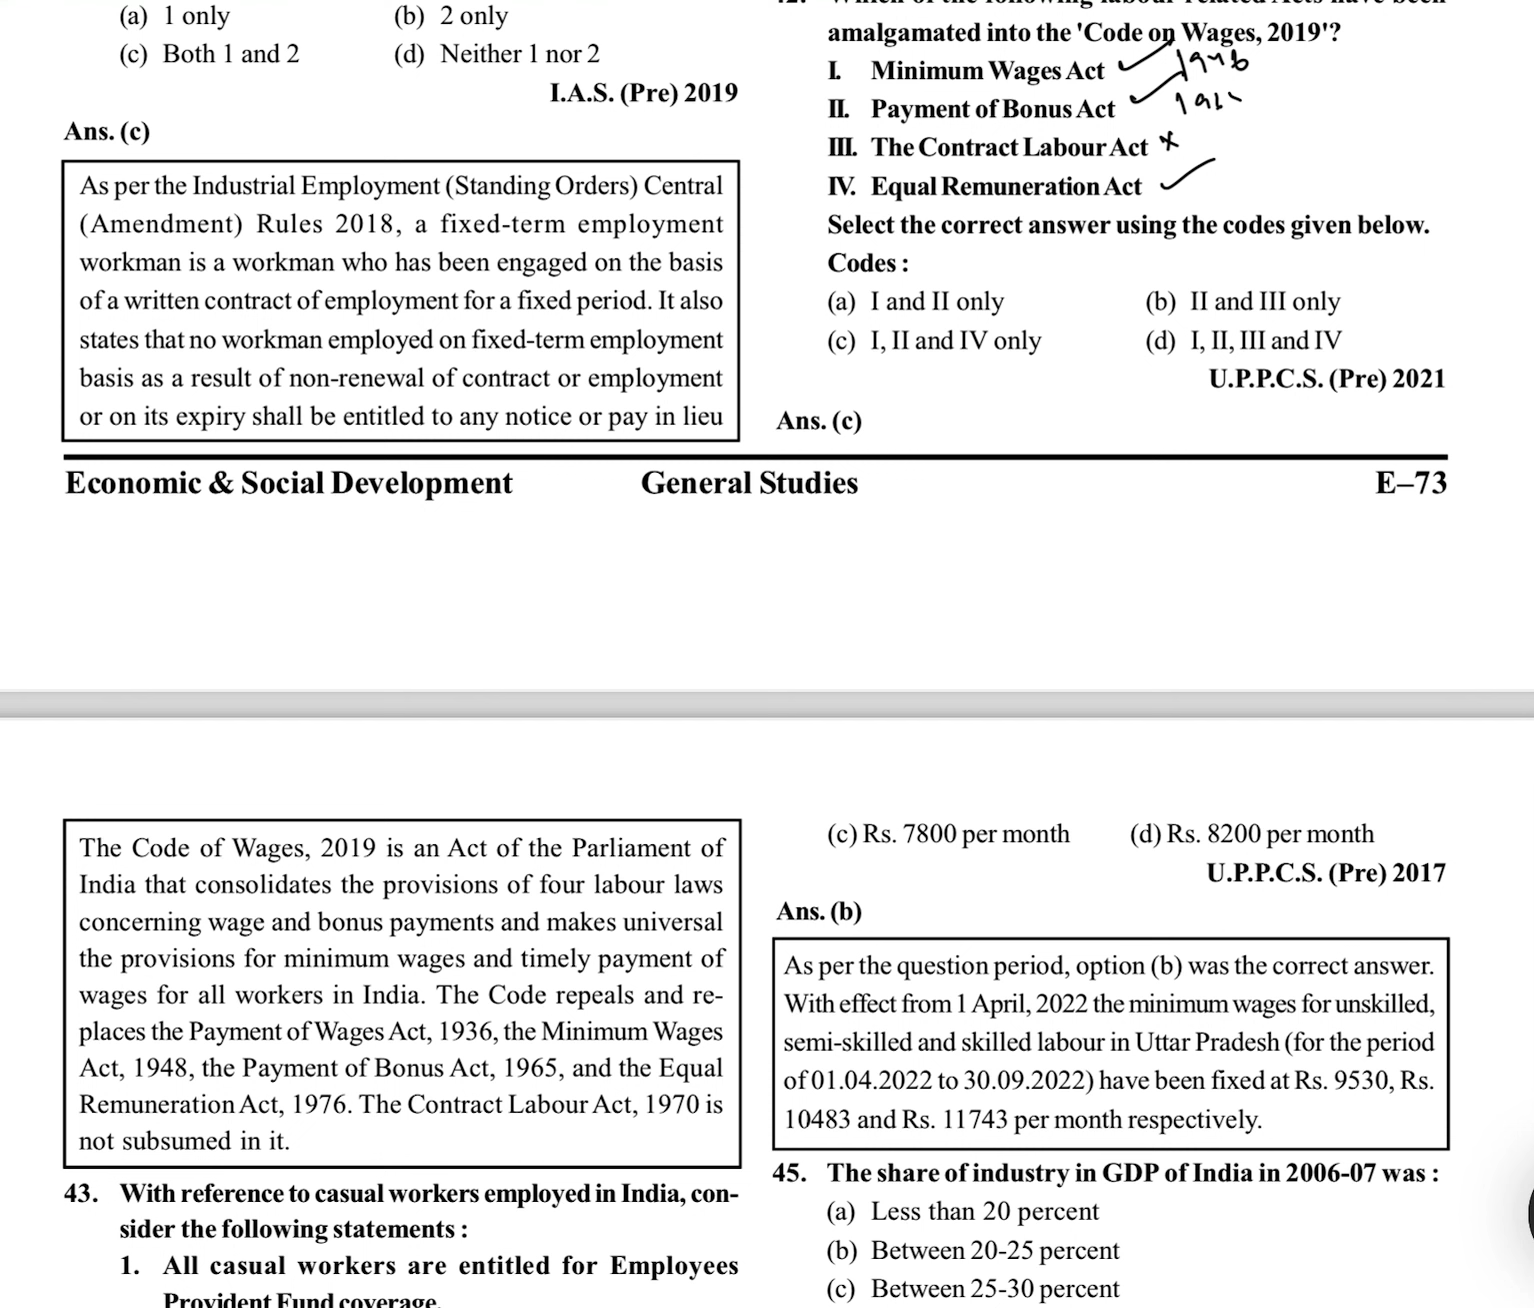 (a) 1 only (b) 2 only
(c) Both 1 and 2 (d) Neither 1 nor 2
I.A.S. (Pre) 2019
Ans. (c)
As per the Industrial Employment (Standing Orders) Central
(Amendment) Rules 2018, a fixed-term employment
workman is a workman who has been engaged on the basis
of a written contract of employment for a fixed period. It also
states that no workman employed on fixed-term employment
basis as a result of non-renewal of contract or employment
or on its expiry shall be entitled to any notice or pay in lieu
amalgamated into the 'Code on Wages, 2019'?
I. Minimum Wages Act
II. Payment of Bonus Act
III. The Contract Labour Act
IV. Equal Remuneration Act
Select the correct answer using the codes given below.
Codes :
(a) I and II only (b) II and III only
(c) I, II and IV only (d) I, II, III and IV
U.P.P.C.S. (Pre) 2021
Ans. (c)
Economic & Social Development General Studies E–73
The Code of Wages, 2019 is an Act of the Parliament of
India that consolidates the provisions of four labour laws
concerning wage and bonus payments and makes universal
the provisions for minimum wages and timely payment of
wages for all workers in India. The Code repeals and re-
places the Payment of Wages Act, 1936, the Minimum Wages
Act, 1948, the Payment of Bonus Act, 1965, and the Equal
Remuneration Act, 1976. The Contract Labour Act, 1970 is
not subsumed in it.
43. With reference to casual workers employed in India, con-
sider the following statements :
1. All casual workers are entitled for Employees
Provident Fund coverage.
(c) Rs. 7800 per month (d) Rs. 8200 per month
U.P.P.C.S. (Pre) 2017
Ans. (b)
As per the question period, option (b) was the correct answer.
With effect from 1 April, 2022 the minimum wages for unskilled,
semi-skilled and skilled labour in Uttar Pradesh (for the period
of 01.04.2022 to 30.09.2022) have been fixed at Rs. 9530, Rs.
10483 and Rs. 11743 per month respectively.
45. The share of industry in GDP of India in 2006-07 was :
(a) Less than 20 percent
(b) Between 20-25 percent
(c) Between 25-30 percent